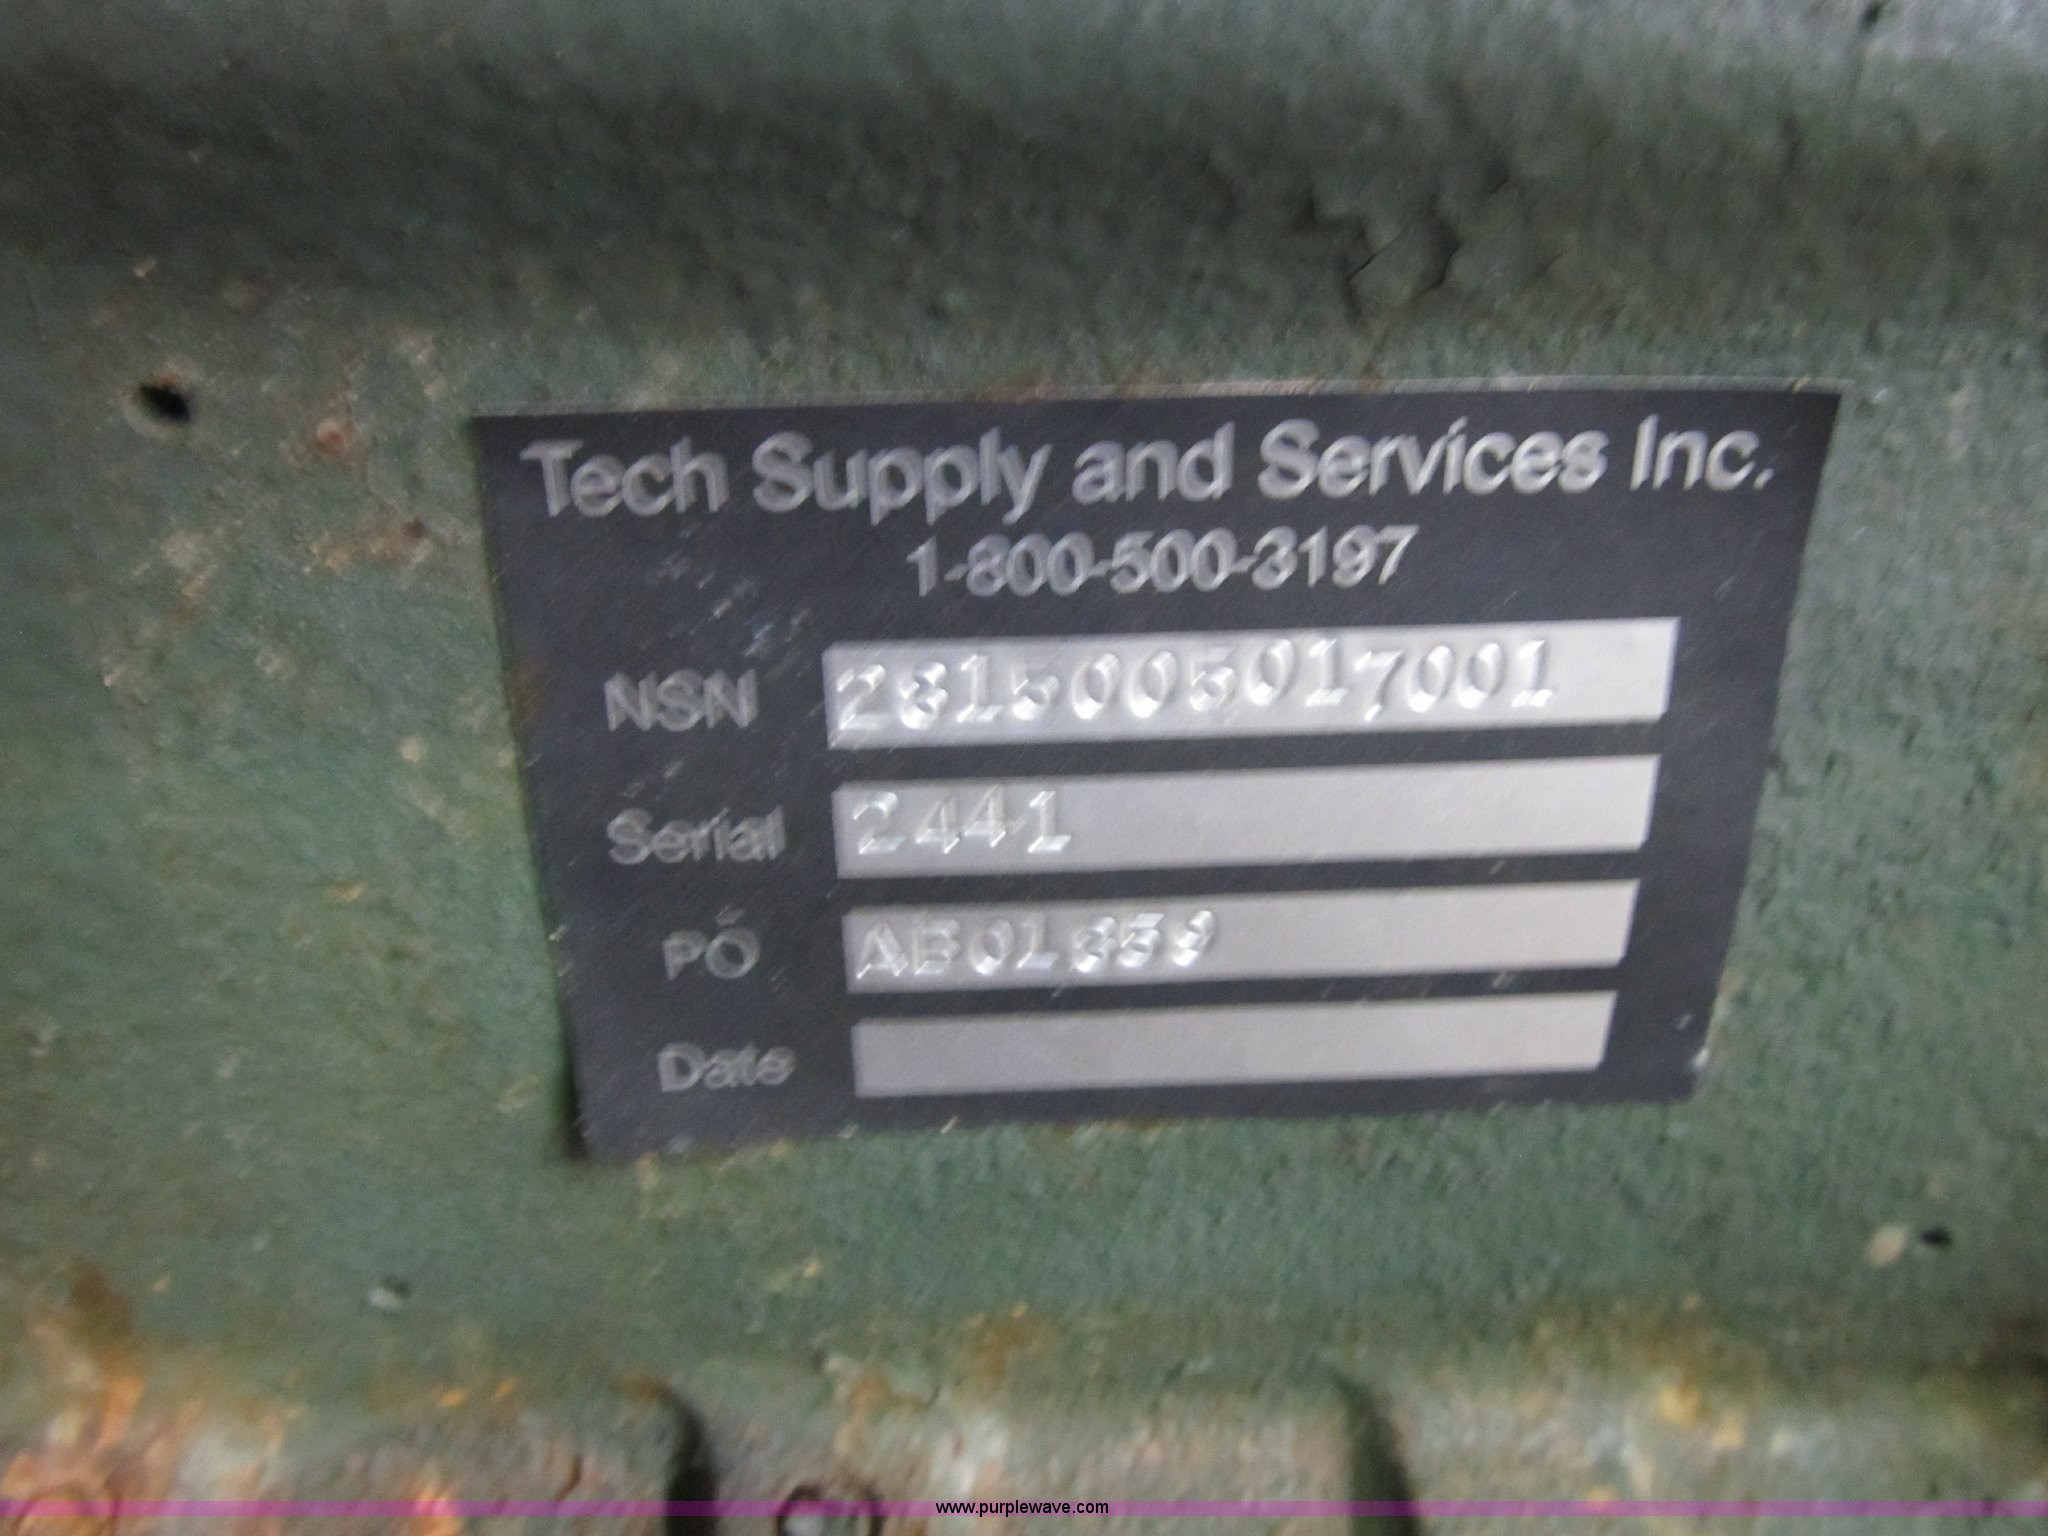 Tech Supply and Services Inc.
1-800-500-3197
NSN 2815005017001
Serial 2441
PO
Date
www.purplewave.com